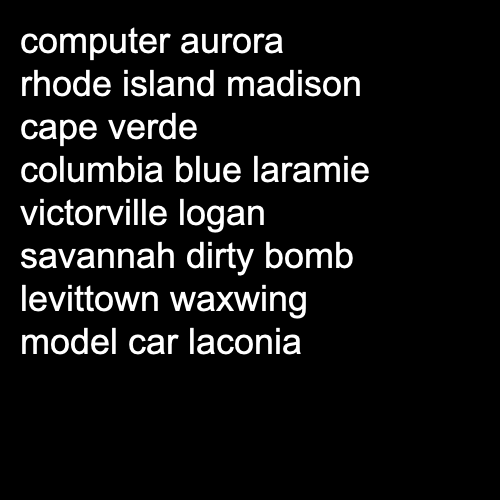 computer aurora
rhode island madison
cape verde
columbia blue laramie
victorville logan
savannah dirty bomb
levittown waxwing
model car laconia